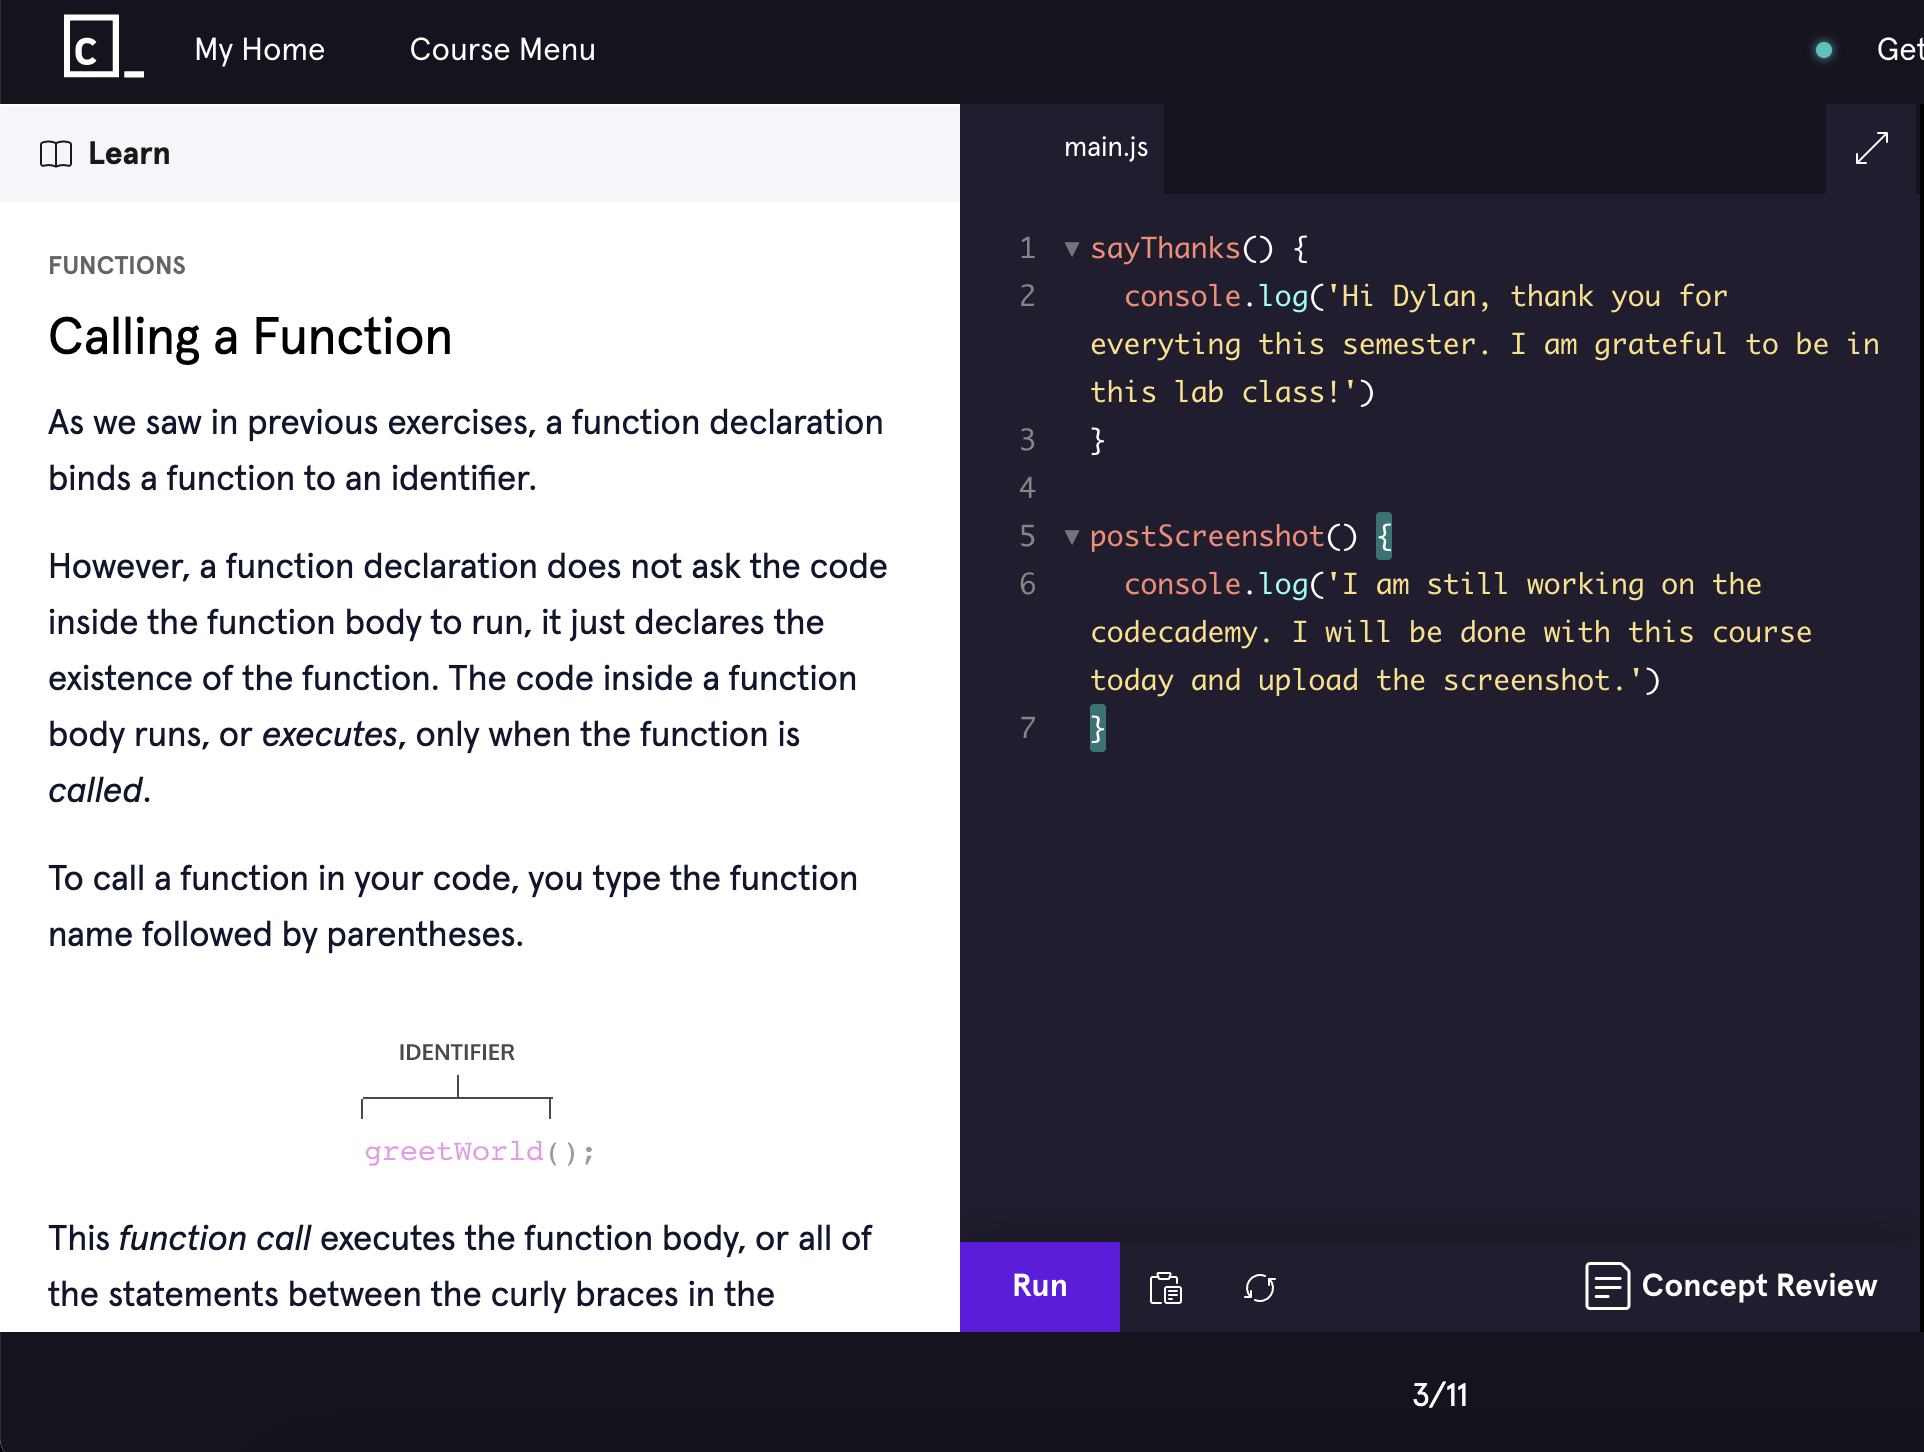 C_
My Home
Course Menu
Get
Learn
FUNCTIONS
Calling a Function
As we saw in previous exercises, a function declaration
binds a function to an identifier.
However, a function declaration does not ask the code
inside the function body to run, it just declares the
existence of the function. The code inside a function
body runs, or executes, only when the function is
called.
To call a function in your code, you type the function
name followed by parentheses.
IDENTIFIER
greetWorld();
This function call executes the function body, or all of
the statements between the curly braces in the
main.js
1 sayThanks() {
2 console.log('Hi Dylan, thank you for
everyting this semester. I am grateful to be in
this lab class!')
3 }
4
5 postScreenshot() {
6 console.log('I am still working on the
codecademy. I will be done with this course
today and upload the screenshot.')
7 }
Run
Concept Review
3/11